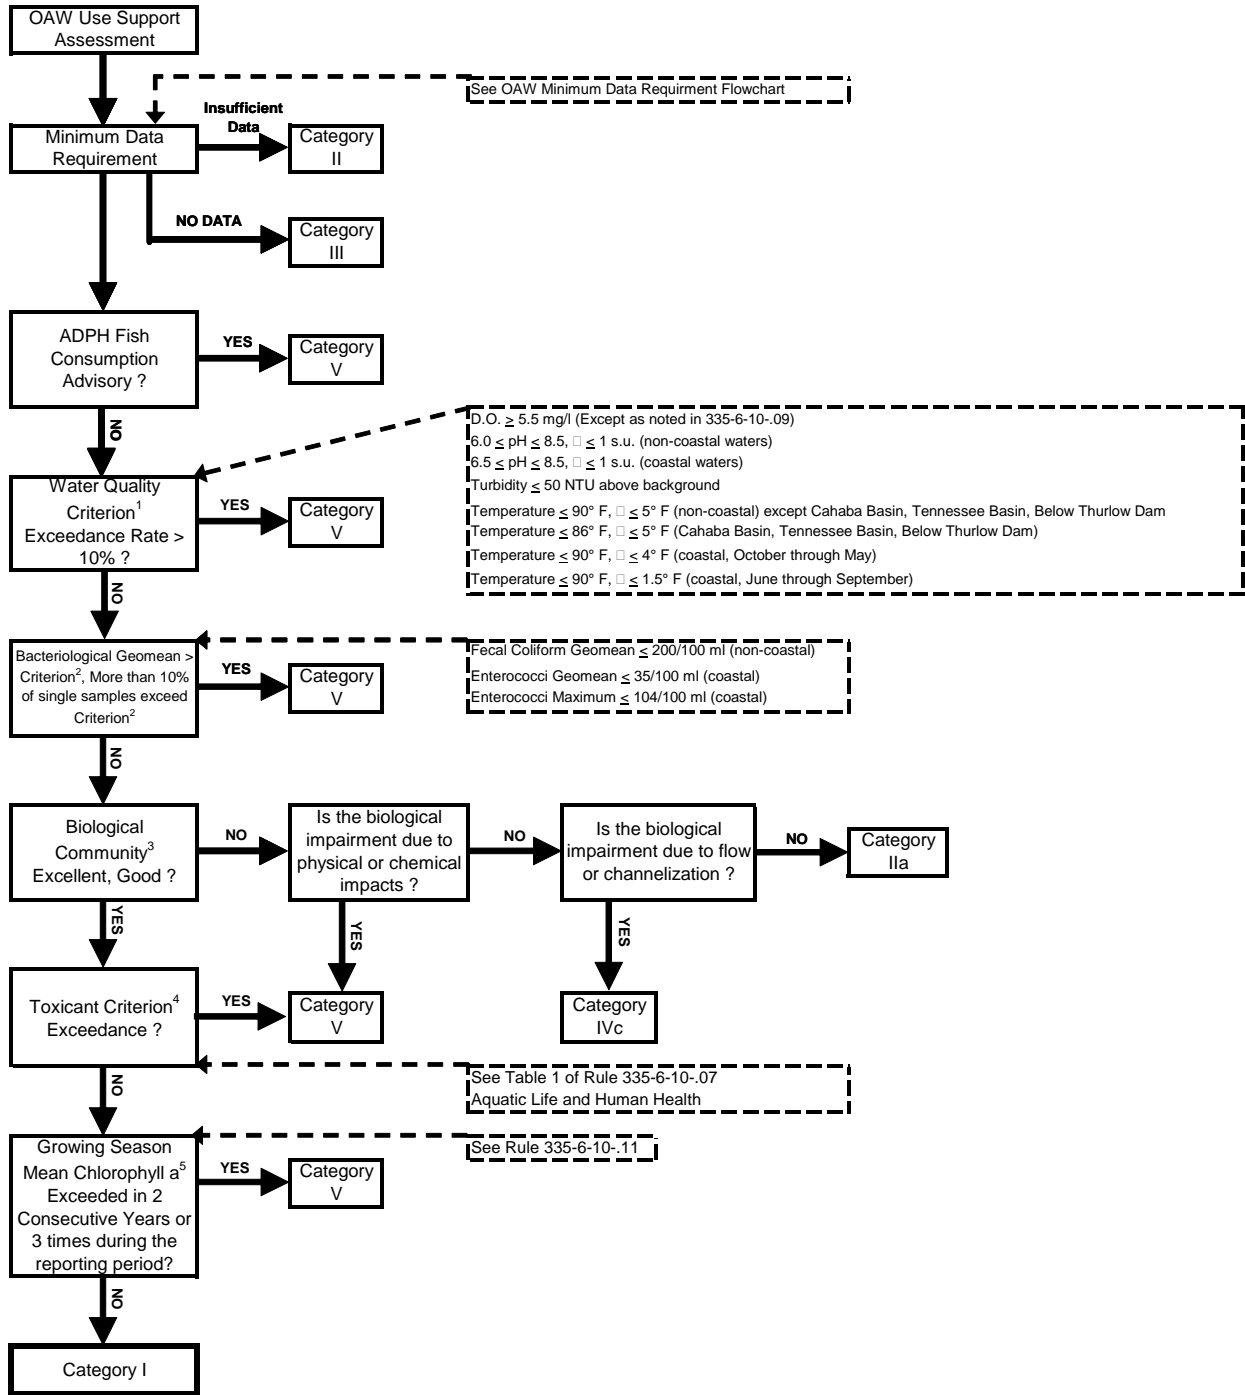 OAW Use Support
Assessment
See OAW Minimum Data Requirment Flowchart
Insufficient
Data
Minimum Data
Requirement
Category
II
NO DATA
Category
III
ADPH Fish
Consumption
Advisory ?
YES
Category
V
NO
D.O. ≥ 5.5 mg/l (Except as noted in 335-6-10-.09)
6.0 ≤ pH ≤ 8.5, □ ≤ 1 s.u. (non-coastal waters)
6.5 ≤ pH ≤ 8.5, □ ≤ 1 s.u. (coastal waters)
Turbidity ≤ 50 NTU above background
Temperature ≤ 90° F, □ ≤ 5° F (non-coastal) except Cahaba Basin, Tennessee Basin, Below Thurlow Dam
Temperature ≤ 86° F, □ ≤ 5° F (Cahaba Basin, Tennessee Basin, Below Thurlow Dam)
Temperature ≤ 90° F, □ ≤ 4° F (coastal, October through May)
Temperature ≤ 90° F, □ ≤ 1.5° F (coastal, June through September)
Water Quality
Criterion1
Exceedance Rate >
10% ?
YES
Category
V
NO
Bacteriological Geomean >
Criterion2, More than 10%
of single samples exceed
Criterion2
YES
Category
V
Fecal Coliform Geomean ≤ 200/100 ml (non-coastal)
Enterococci Geomean ≤ 35/100 ml (coastal)
Enterococci Maximum ≤ 104/100 ml (coastal)
NO
Biological
Community3
Excellent, Good ?
NO
Is the biological
impairment due to
physical or chemical
impacts ?
NO
Is the biological
impairment due to flow
or channelization ?
NO
Category
IIa
YES
YES
YES
Toxicant Criterion4
Exceedance ?
YES
Category
V
Category
IVc
See Table 1 of Rule 335-6-10-.07
Aquatic Life and Human Health
NO
Growing Season
Mean Chlorophyll a5
Exceeded in 2
Consecutive Years or
3 times during the
reporting period?
YES
Category
V
See Rule 335-6-10-.11
NO
Category I